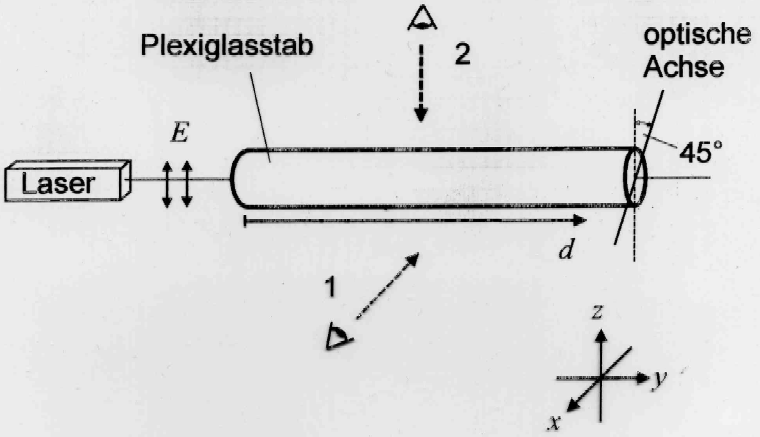 Plexiglasstab
2
optische
Achse
E
45°
Laser
d
1
z
y
x